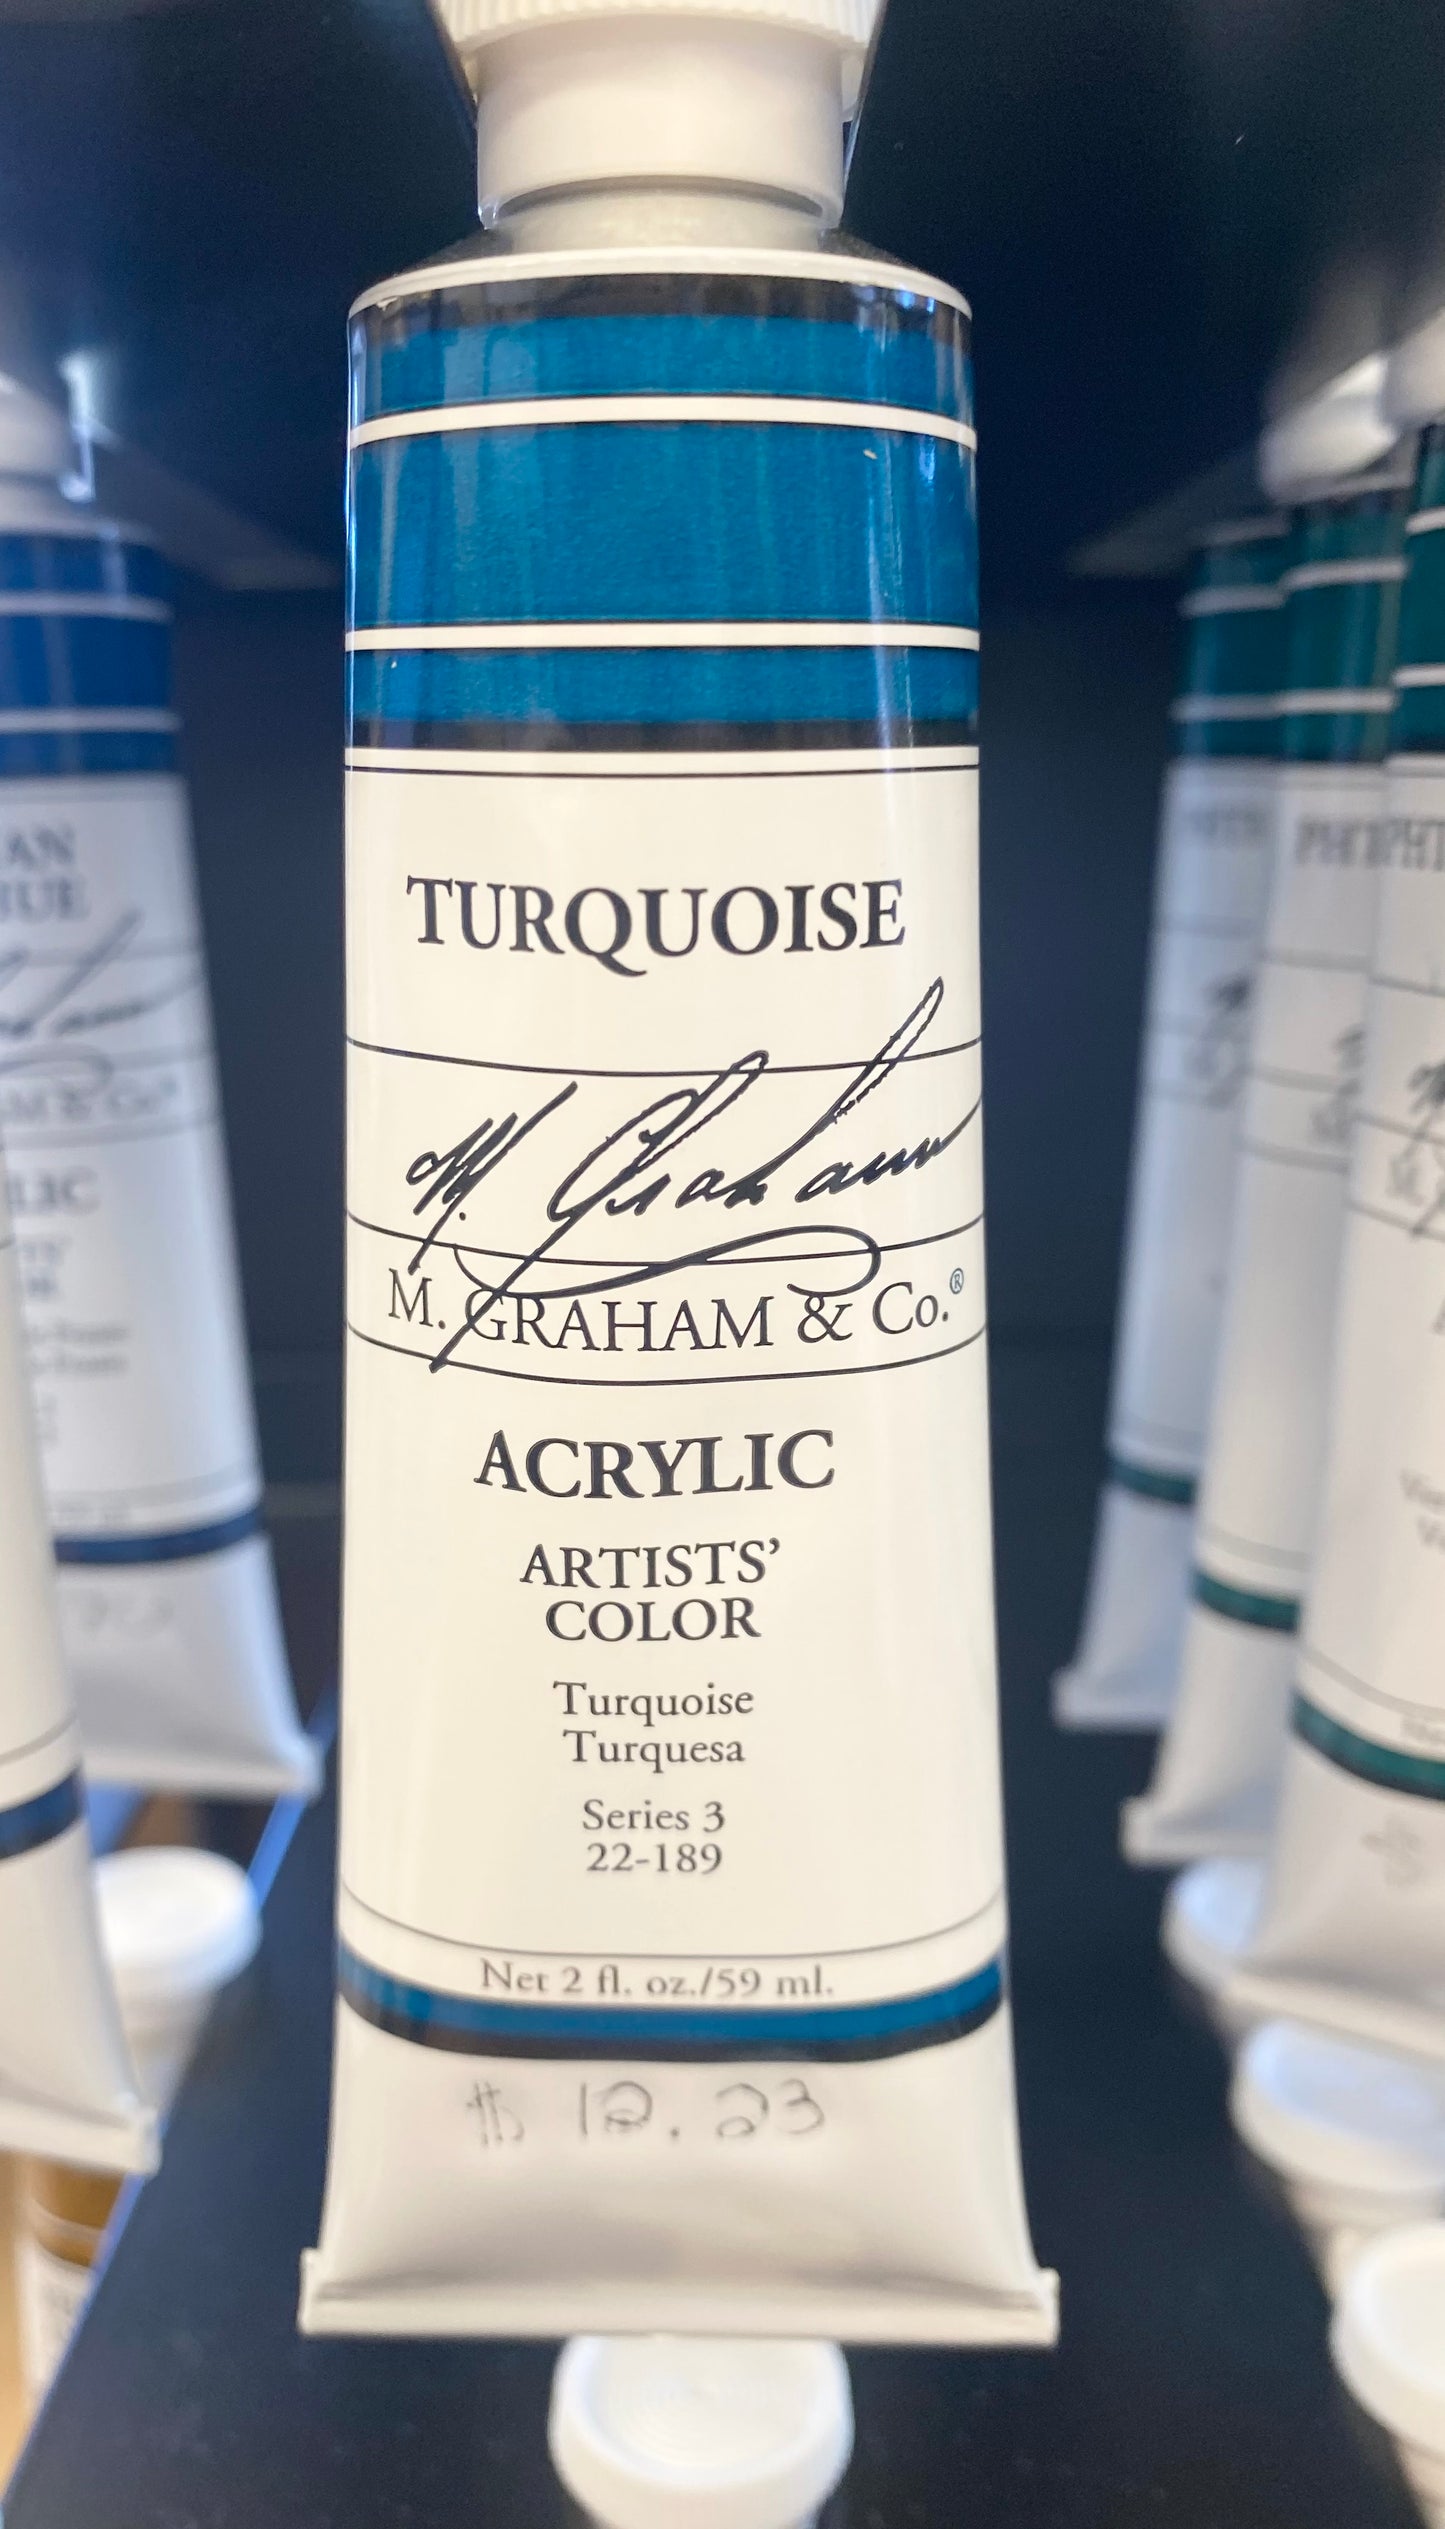 TURQUOISE
M. Graham
M. GRAHAM & Co.®
ACRYLIC
ARTISTS'
COLOR
Turquoise
Turquesa
Series 3
22-189
Net 2 fl. oz./59 ml.
$ 12.23